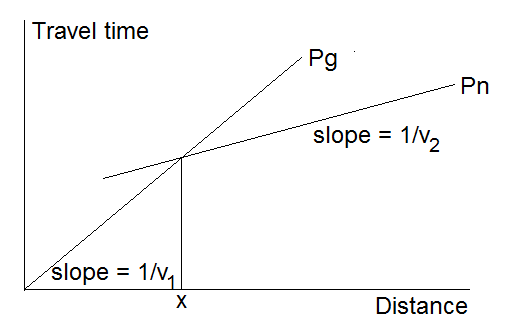 Travel time
Pg
Pn
slope = 1/v2
slope = 1/v1
x
Distance